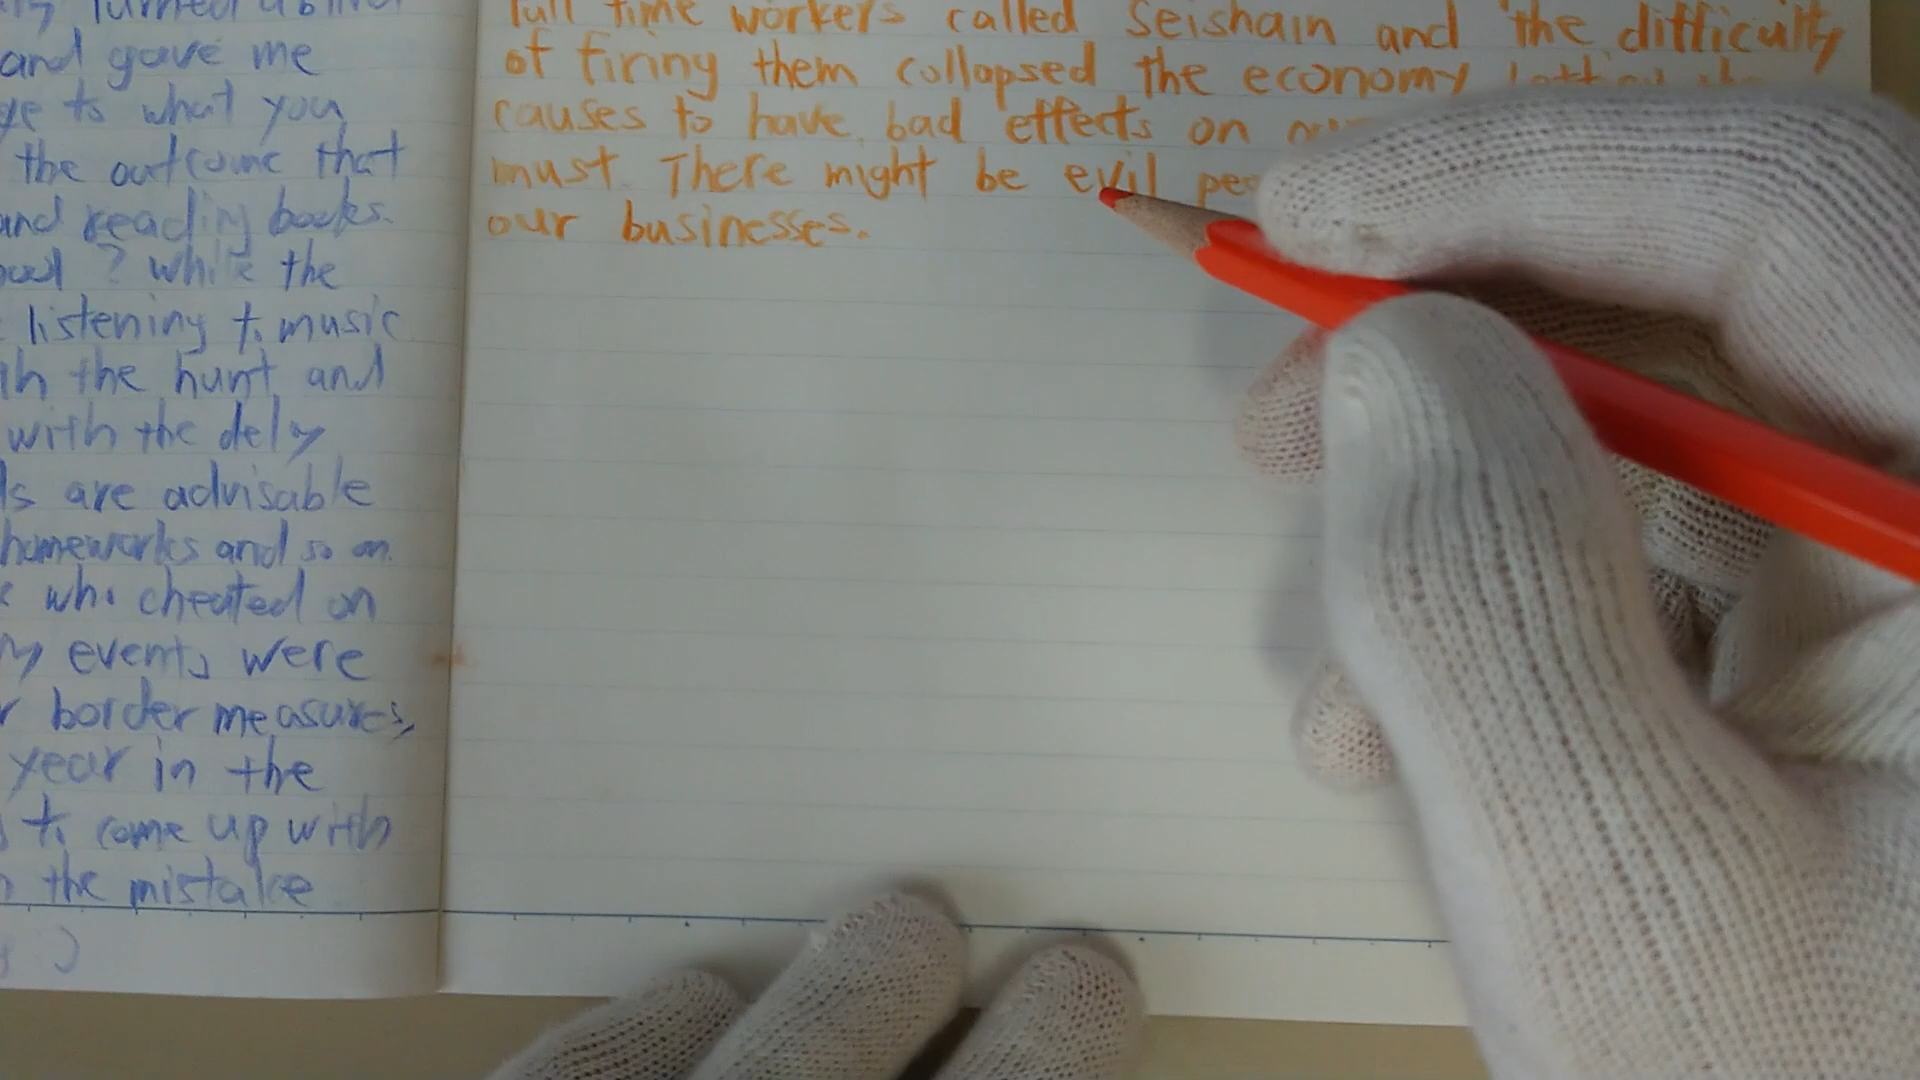 and gave me
to what you
the outcome that
and reading books.
? while the
listening to music
the hunt and
with the dely
are advisable
homeworks and so on.
who cheated on
events were
border measures,
year in the
to come up with
the mistake
full time workers called Seishain and the difficulty
of firing them collapsed the economy
causes to have bad effects on
must. There might be evil
our businesses.